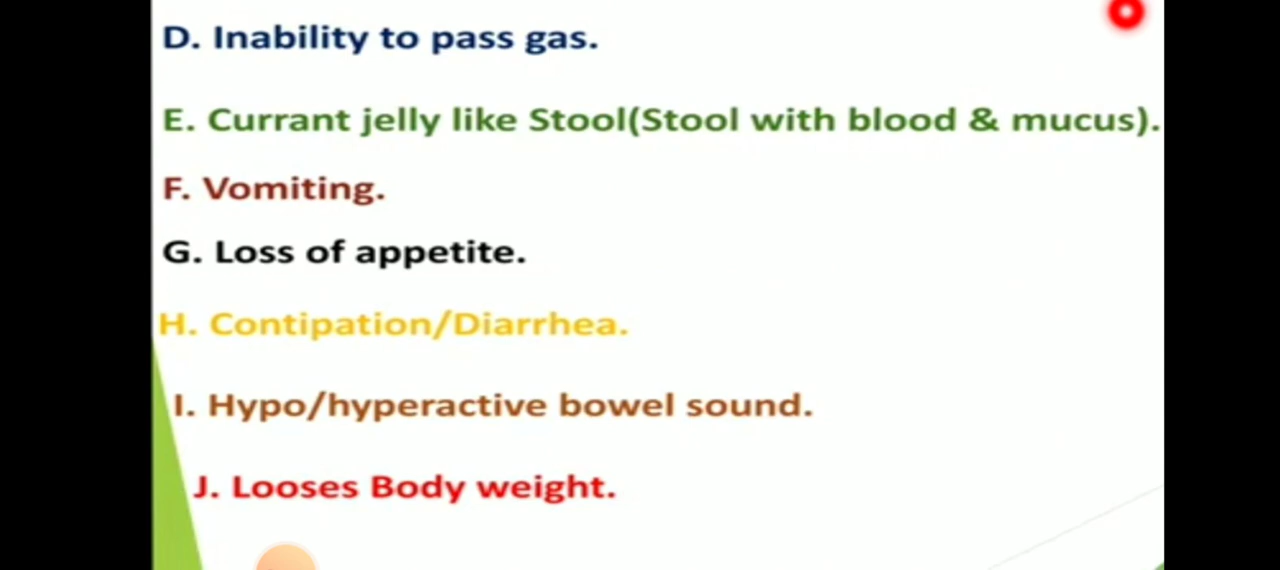 D. Inability to pass gas.
E. Currant jelly like Stool(Stool with blood & mucus).
F. Vomiting.
G. Loss of appetite.
H. Contipation/Diarrhea.
I. Hypo/hyperactive bowel sound.
J. Looses Body weight.